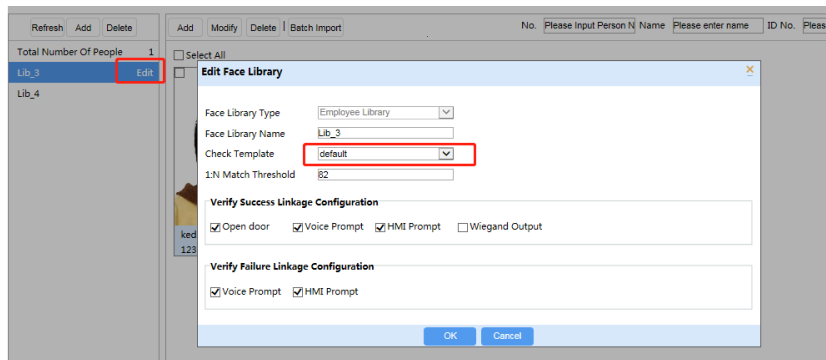 Refresh Add Delete Add Modify Delete Batch Import No. Please Input Person N Name Please enter name ID No. Pleas
Total Number Of People 1 Select All
Lib_3 Edit
Lib_4
Edit Face Library
Face Library Type Employee Library
Face Library Name Lib_3
Check Template default
1:N Match Threshold 82
Verify Success Linkage Configuration
Open door Voice Prompt HMI Prompt Wiegand Output
ked
123
Verify Failure Linkage Configuration
Voice Prompt HMI Prompt
OK Cancel